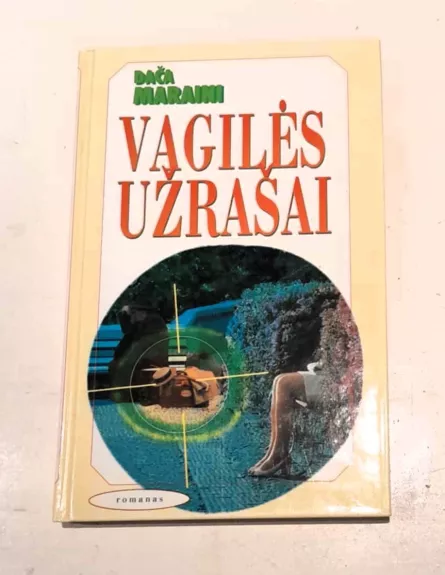 DAČA
MARAINI
VAGILĖS
UŽRAŠAI
romanas